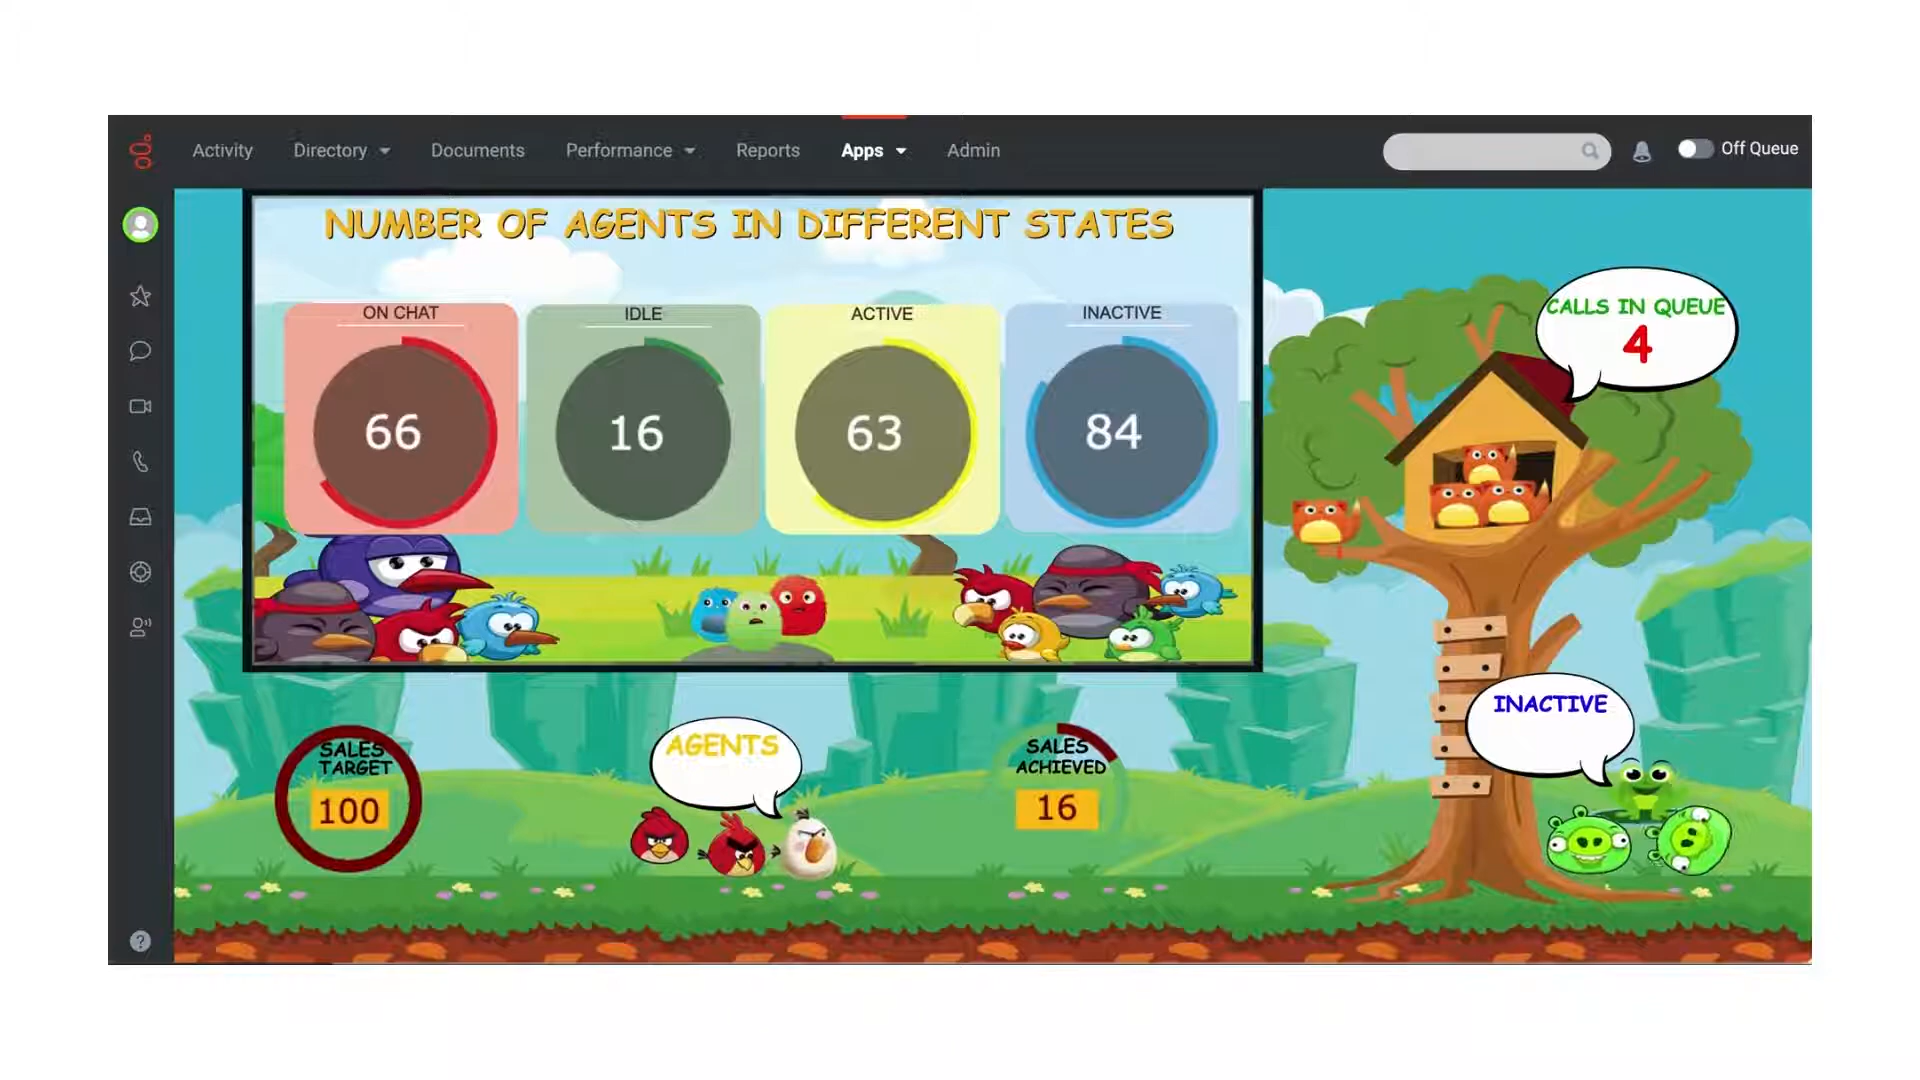 Activity
Directory
Documents
Performance
Reports
Apps
Admin
Off Queue
NUMBER OF AGENTS IN DIFFERENT STATES
ON CHAT
66
IDLE
16
ACTIVE
63
INACTIVE
84
CALLS IN QUEUE
4
INACTIVE
SALES
TARGET
100
AGENTS
SALES
ACHIEVED
16
?